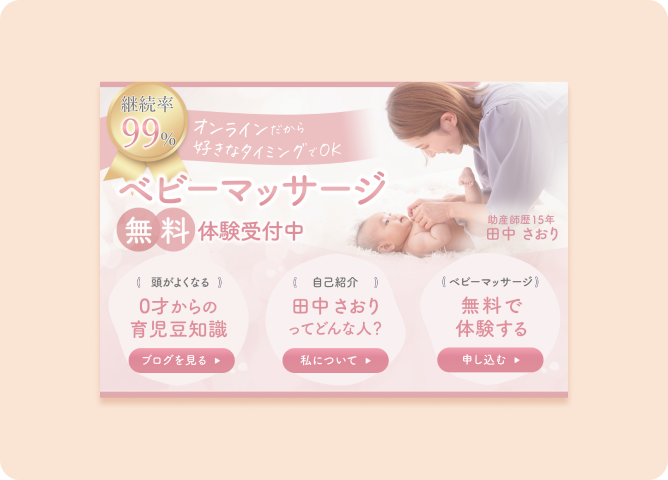 継続率
99%
オンラインだから
好きなタイミングでOK
ベビーマッサージ
無料 体験受付中
助産師歴15年
田中 さおり
《 頭がよくなる 》
0才からの
育児豆知識
ブログを見る ▶
《 自己紹介 》
田中 さおり
ってどんな人?
私について ▶
《 ベビーマッサージ 》
無料で
体験する
申し込む ▶